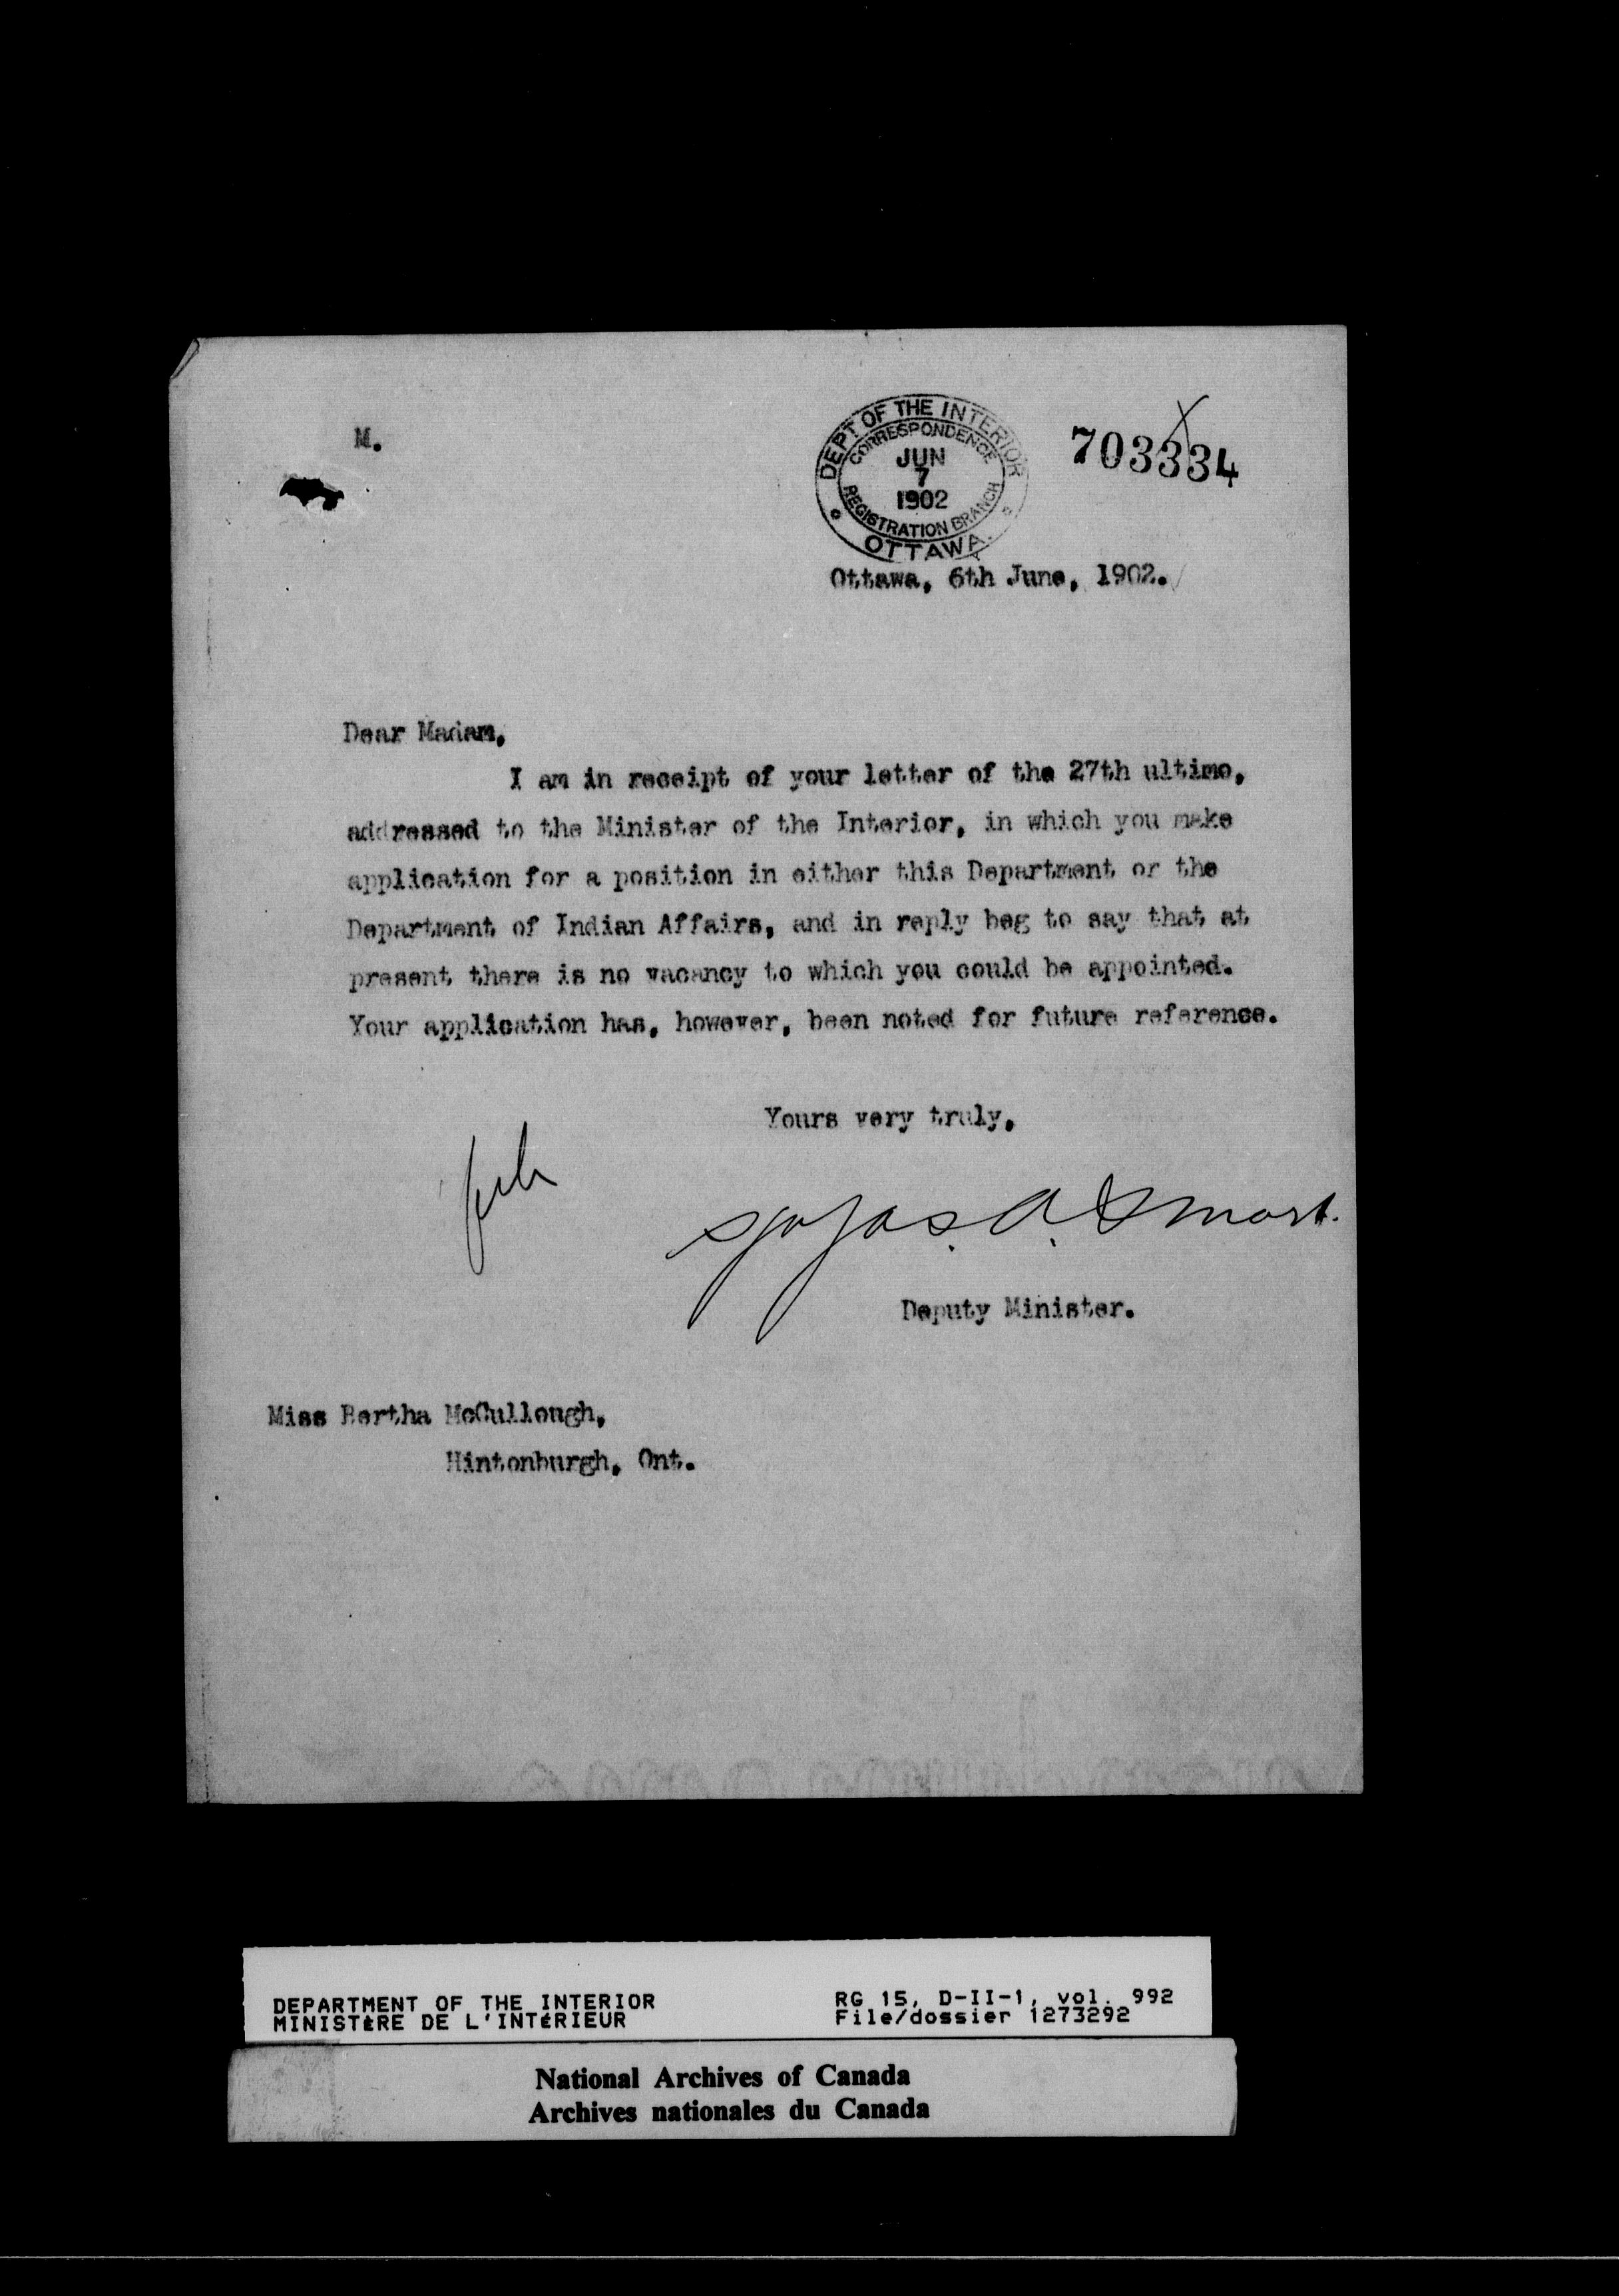 M.
DEPT OF THE INTERIOR
CORRESPONDENCE
JUN
7
1902
REGISTRATION BRANCH
OTTAWA.
703334
Ottawa, 6th June, 1902.
Dear Madam,
I am in receipt of your letter of the 27th ultimo,
addressed to the Minister of the Interior, in which you make
application for a position in either this Department or the
Department of Indian Affairs, and in reply beg to say that at
present there is no vacancy to which you could be appointed.
Your application has, however, been noted for future reference.
Yours very truly,
Jas. A. Smart.
Deputy Minister.
Miss Bertha McCullough,
Hintonburgh, Ont.
DEPARTMENT OF THE INTERIOR
MINISTÈRE DE L'INTÉRIEUR
RG 15, D-II-1, vol. 992
File/dossier 1273292
National Archives of Canada
Archives nationales du Canada